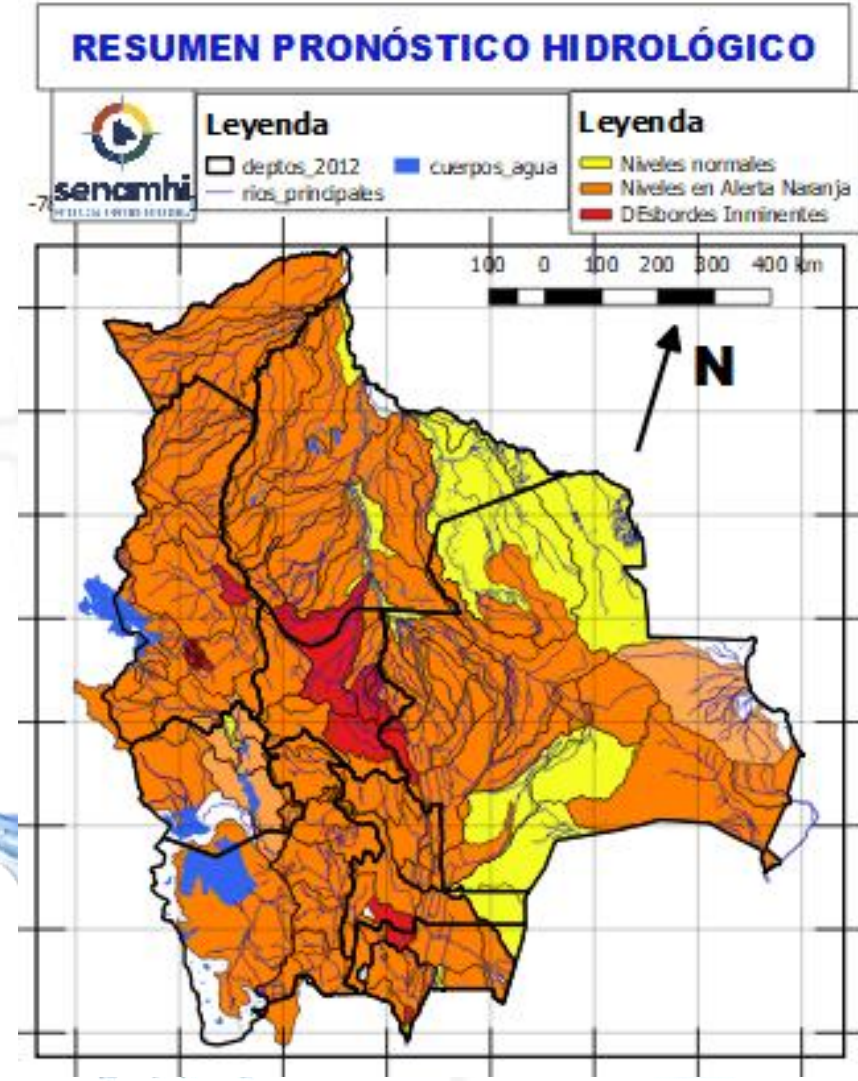 RESUMEN PRONÓSTICO HIDROLÓGICO
senamhi
Leyenda
deptos_2012
cuerpos_agua
rios_principales
Leyenda
Niveles normales
Niveles en Alerta Naranja
DEsbordes Inminentes
100 0 100 200 300 400 km
N